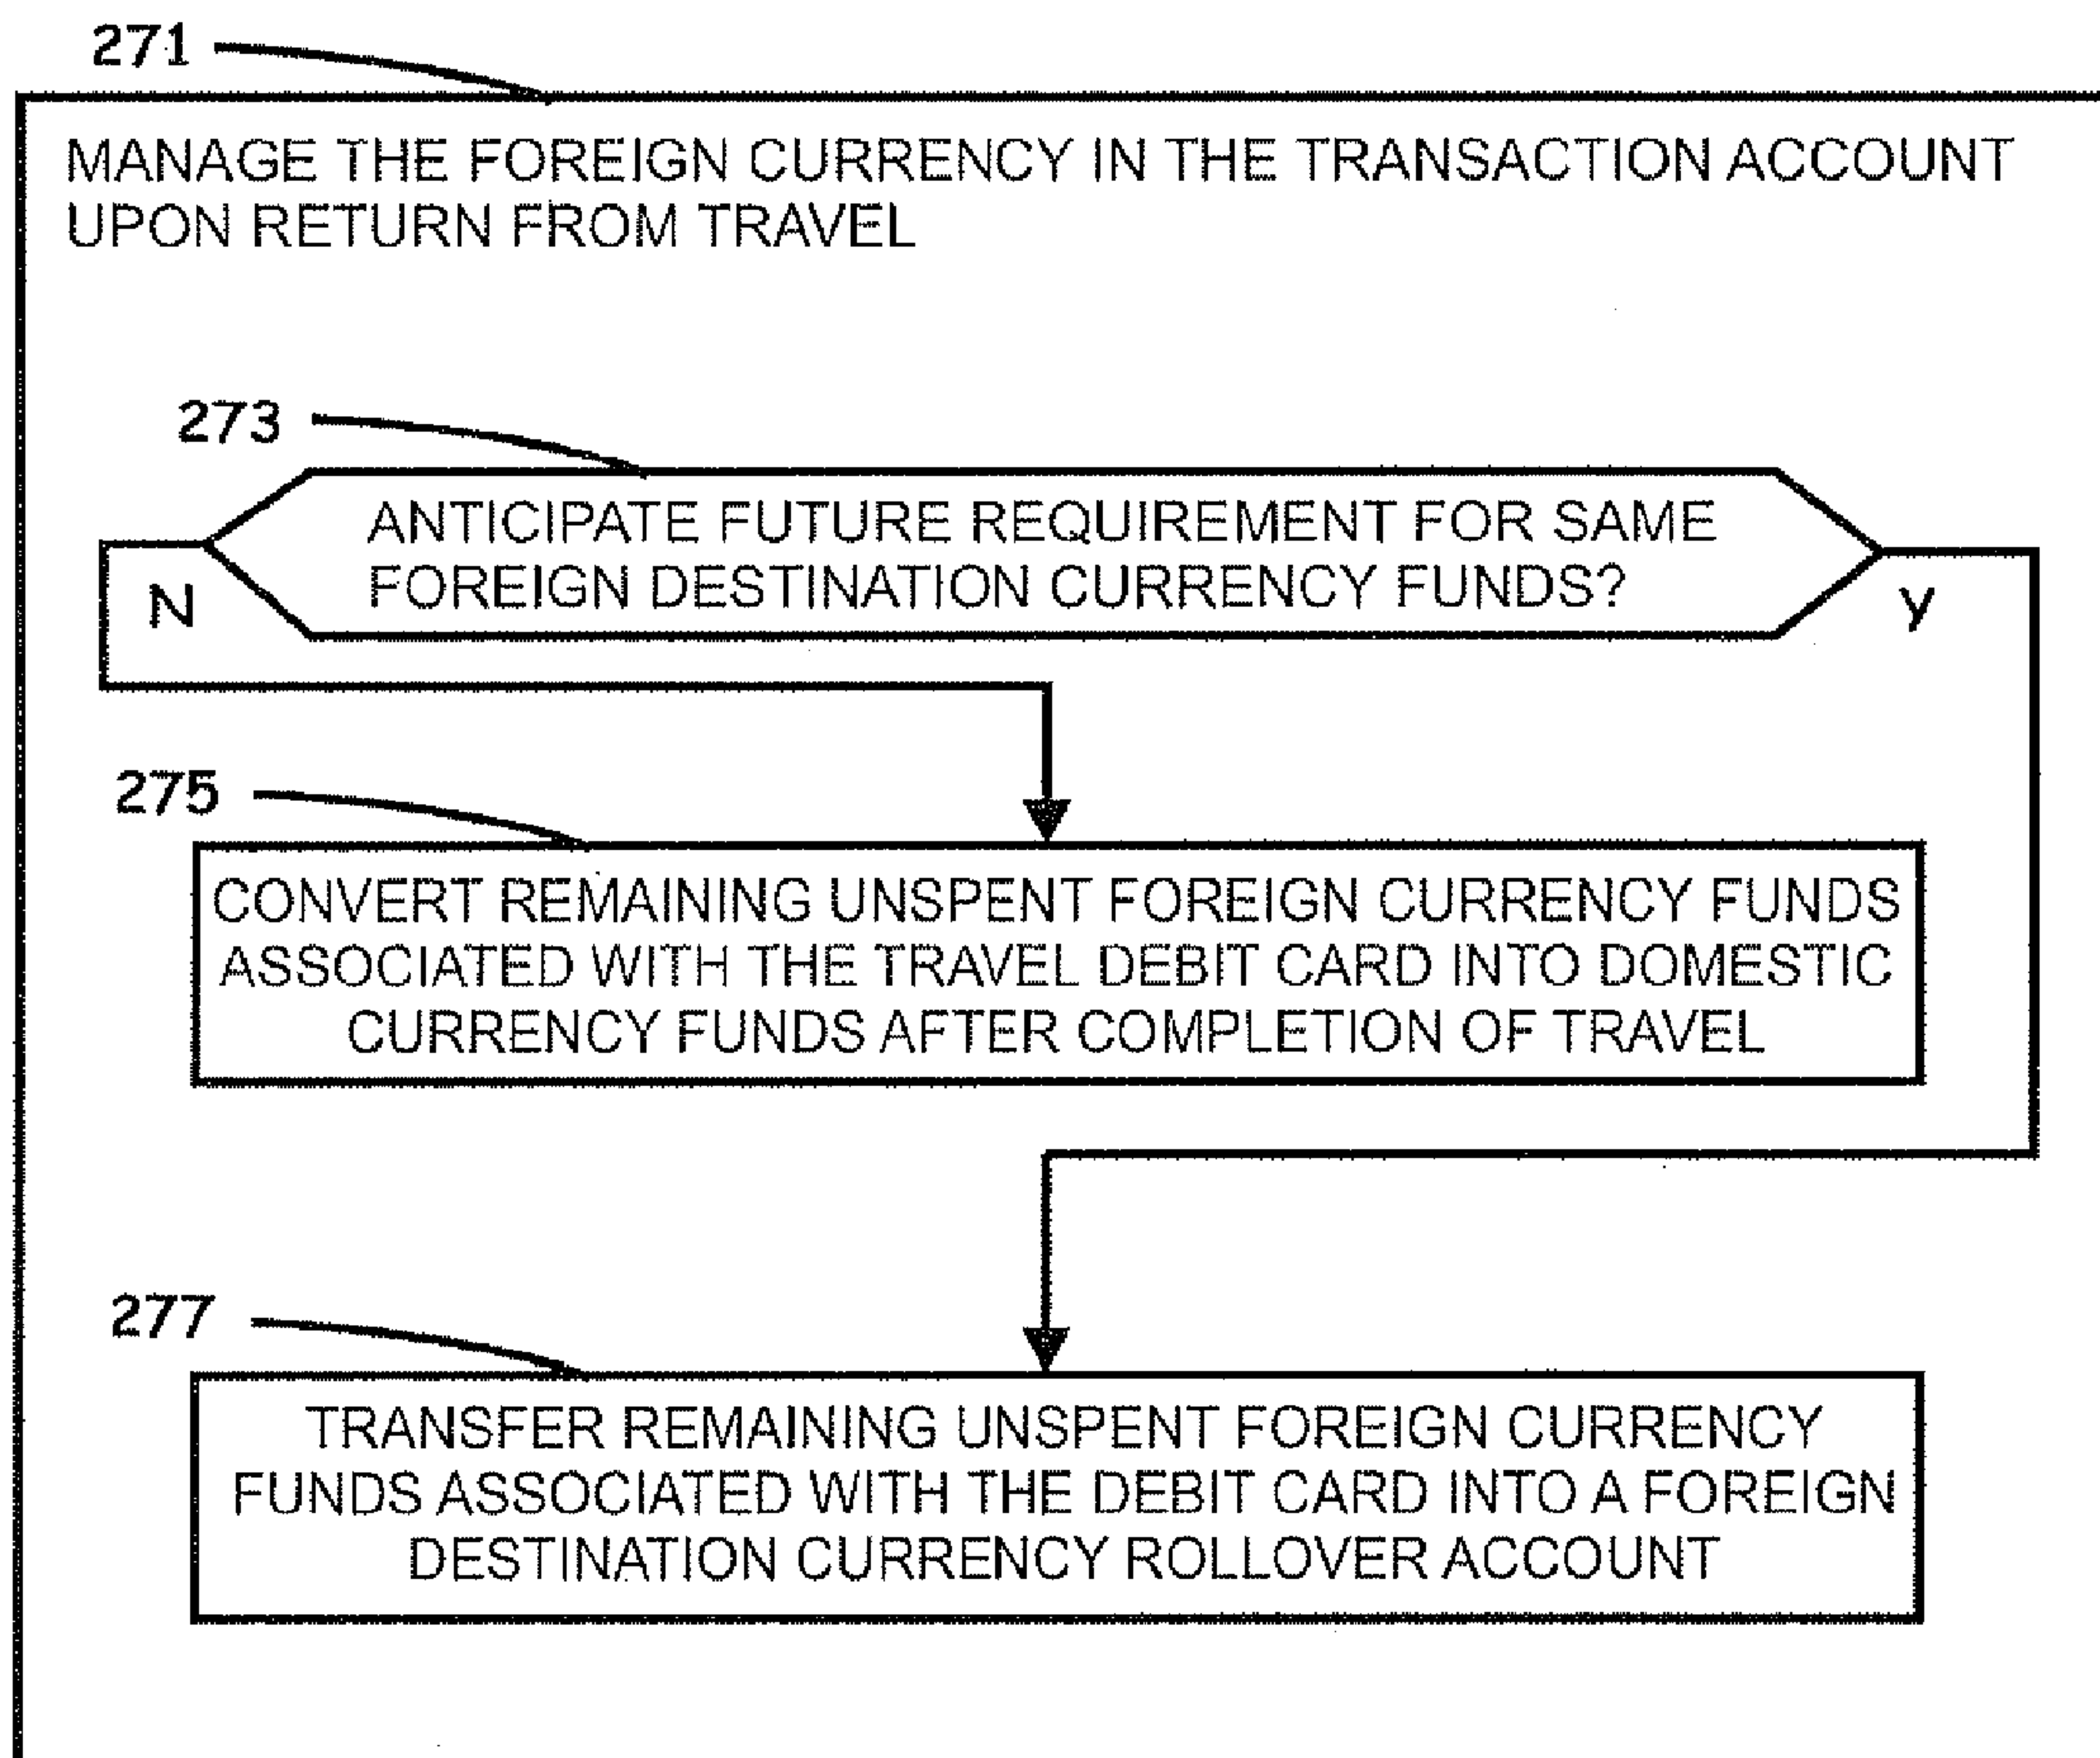 271
MANAGE THE FOREIGN CURRENCY IN THE TRANSACTION ACCOUNT
UPON RETURN FROM TRAVEL
273
ANTICIPATE FUTURE REQUIREMENT FOR SAME
FOREIGN DESTINATION CURRENCY FUNDS?
N
y
275
CONVERT REMAINING UNSPENT FOREIGN CURRENCY FUNDS
ASSOCIATED WITH THE TRAVEL DEBIT CARD INTO DOMESTIC
CURRENCY FUNDS AFTER COMPLETION OF TRAVEL
277
TRANSFER REMAINING UNSPENT FOREIGN CURRENCY
FUNDS ASSOCIATED WITH THE DEBIT CARD INTO A FOREIGN
DESTINATION CURRENCY ROLLOVER ACCOUNT